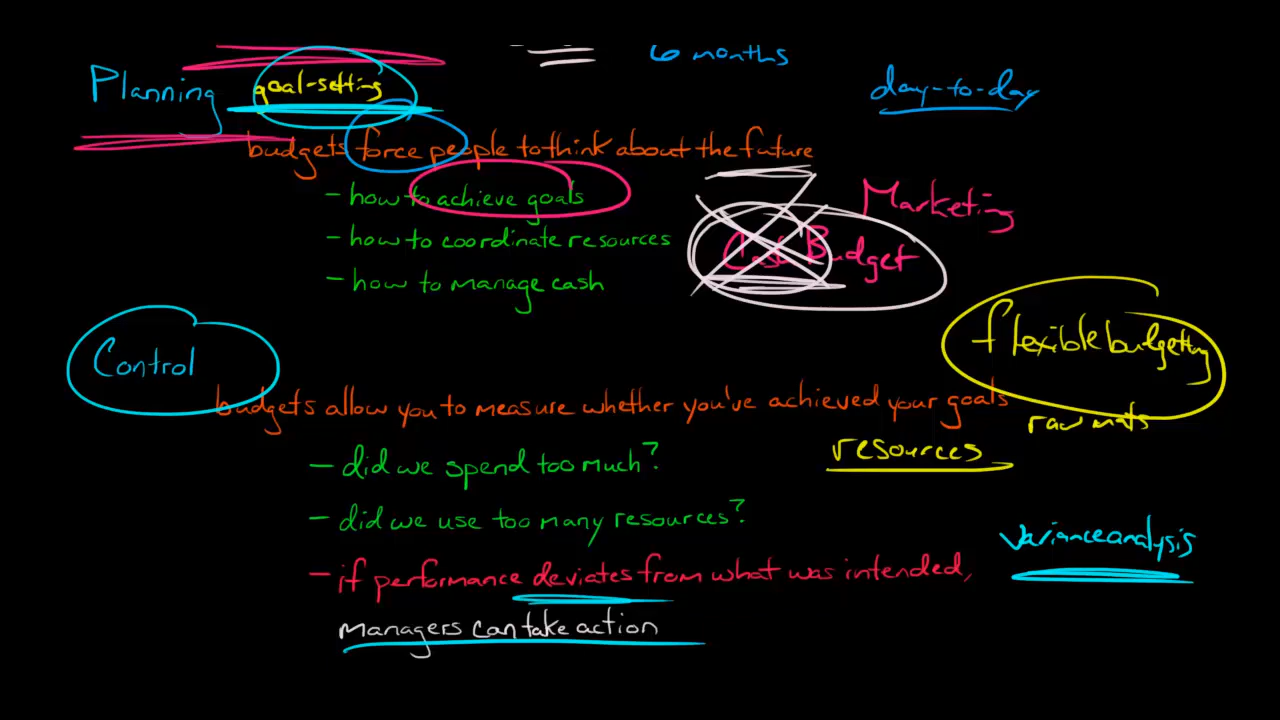 6 months
Planning
goal-setting
day-to-day
budgets force people to think about the future
- how to achieve goals
Marketing
- how to coordinate resources
Cash Budget
- how to manage cash
flexible budgetting
Control
budgets allow you to measure whether you've achieved your goals
raw mats
resources
- did we spend too much?
- did we use too many resources?
variance analysis
- if performance deviates from what was intended,
managers can take action